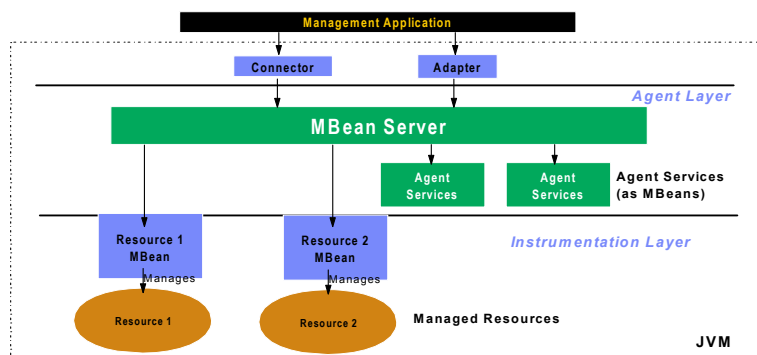 Management Application
Connector
Adapter
Agent Layer
MBean Server
Agent
Services
Agent
Services
Agent Services
(as MBeans)
Resource 1
MBean
Resource 2
MBean
Instrumentation Layer
Manages
Manages
Resource 1
Resource 2
Managed Resources
JVM